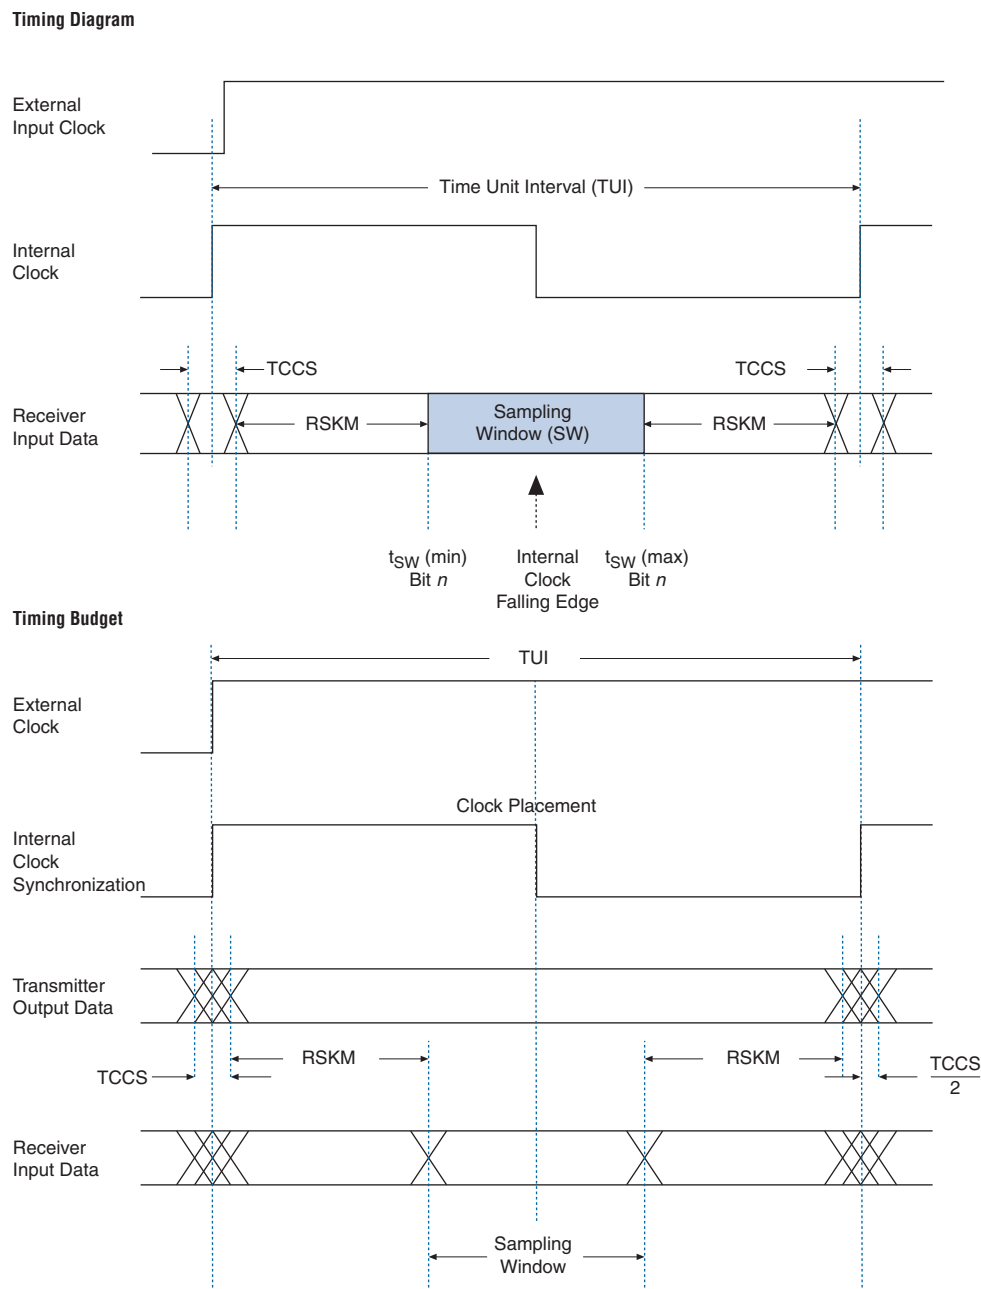 Timing Diagram
External
Input Clock
Time Unit Interval (TUI)
Internal
Clock
TCCS
TCCS
Receiver
Input Data
RSKM
Sampling
Window (SW)
RSKM
tSW (min)
Bit n
Internal
Clock
Falling Edge
tSW (max)
Bit n
Timing Budget
TUI
External
Clock
Clock Placement
Internal
Clock
Synchronization
Transmitter
Output Data
RSKM
RSKM
TCCS
TCCS
2
Receiver
Input Data
Sampling
Window